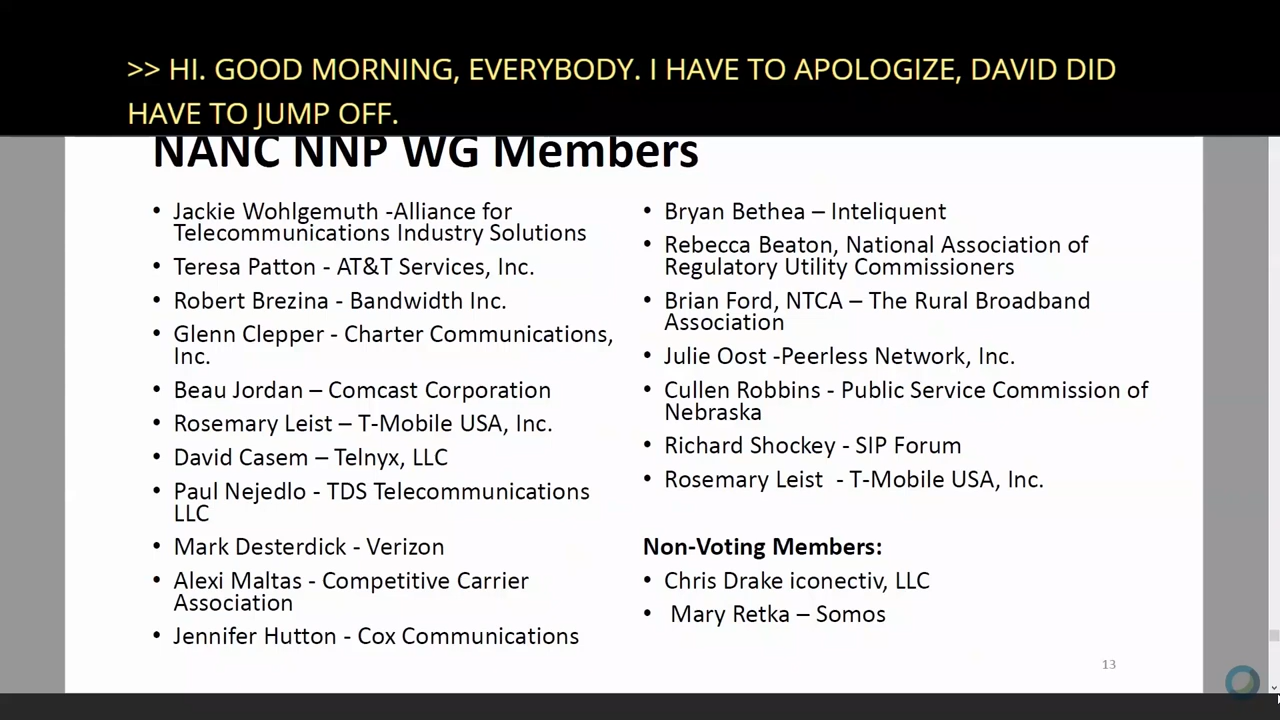 >> HI. GOOD MORNING, EVERYBODY. I HAVE TO APOLOGIZE, DAVID DID
HAVE TO JUMP OFF.
NANC NNP WG Members
• Jackie Wohlgemuth -Alliance for
Telecommunications Industry Solutions
• Teresa Patton - AT&T Services, Inc.
• Robert Brezina - Bandwidth Inc.
• Glenn Clepper - Charter Communications,
Inc.
• Beau Jordan – Comcast Corporation
• Rosemary Leist – T-Mobile USA, Inc.
• David Casem – Telnyx, LLC
• Paul Nejedlo - TDS Telecommunications
LLC
• Mark Desterdick - Verizon
• Alexi Maltas - Competitive Carrier
Association
• Jennifer Hutton - Cox Communications
• Bryan Bethea – Inteliquent
• Rebecca Beaton, National Association of
Regulatory Utility Commissioners
• Brian Ford, NTCA – The Rural Broadband
Association
• Julie Oost -Peerless Network, Inc.
• Cullen Robbins - Public Service Commission of
Nebraska
• Richard Shockey - SIP Forum
• Rosemary Leist - T-Mobile USA, Inc.
Non-Voting Members:
• Chris Drake iconectiv, LLC
• Mary Retka – Somos
13